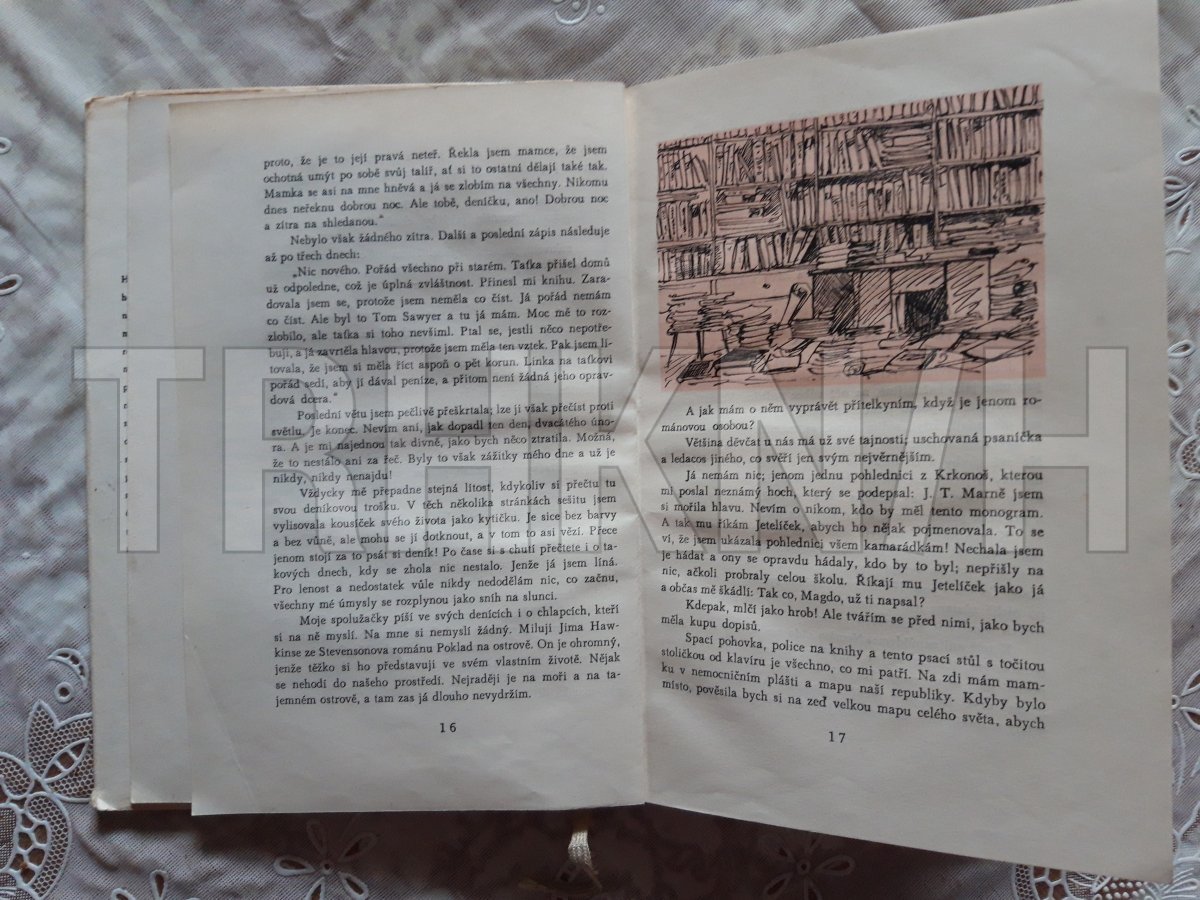 proto, že je to její pravá neteř. Řekla jsem mamce, že jsem
ochotná umýt po sobě svůj talíř, ať si to ostatní dělají také tak.
Mamka se asi na mne hněvá a já se zlobím na všechny. Nikomu
dnes neřeknu dobrou noc. Ale tobě, deníčku, ano! Dobrou noc
a zítra na shledanou.“
Nebylo však žádného zítra. Další a poslední zápis následuje
až po třech dnech:
„Nic nového. Pořád všechno při starém. Taťka přišel domů
už odpoledne, což je úplná zvláštnost. Přinesl mi knihu. Zara-
dovala jsem se, protože jsem neměla co číst. Já pořád nemám
co číst. Ale byl to Tom Sawyer a tu já mám. Moc mě to roz-
zlobilo, ale taťka si toho nevšiml. Ptal se, jestli něco nepotře-
buji, a já zavrtěla hlavou, protože jsem měla ten vztek. Pak jsem li-
tovala, že jsem si měla říct aspoň o pět korun. Linka na taťkovi
pořád sedí, aby jí dával peníze, a přitom není žádná jeho oprav-
dová dcera.“
Poslední větu jsem pečlivě přeškrtala; lze ji však přečíst proti
světlu. Je konec. Nevím ani, jak dopadl ten den, dvacátého úno-
ra. A je mi najednou tak divně, jako bych něco ztratila. Možná,
že to nestálo ani za řeč. Byly to však zážitky mého dne a už je
nikdy, nikdy nenajdu!
Vždycky mě přepadne stejná lítost, kdykoliv si přečtu tu
svou deníkovou trošku. V těch několika stránkách sešitu jsem
vylisovala kousíček svého života jako kytičku. Je sice bez barvy
a bez vůně, ale mohu se jí dotknout, a v tom to asi vězí. Přece
jenom stojí za to psát si deník! Po čase si s chutí přečtete i o ta-
kových dnech, kdy se zhola nic nestalo. Jenže já jsem líná.
Pro lenost a nedostatek vůle nikdy nedodělám nic, co začnu,
všechny mé úmysly se rozplynou jako sníh na slunci.
Moje spolužačky píší ve svých denících i o chlapcích, kteří
si na ně myslí. Na mne si nemyslí žádný. Miluji Jima Haw-
kinse ze Stevensonova románu Poklad na ostrově. On je ohromný,
jenže těžko si ho představuji ve svém vlastním životě. Nějak
se nehodí do našeho prostředí. Nejraději je na moři a na ta-
jemném ostrově, a tam zas já dlouho nevydržím.
16
A jak mám o něm vyprávět přítelkyním, když je jenom ro-
mánovou osobou?
Většina děvčat u nás má už své tajnosti; uschovaná psaníčka
a ledacos jiného, co svěří jen svým nejvěrnějším.
Já nemám nic; jenom jednu pohlednici z Krkonoš, kterou
mi poslal neznámý hoch, který se podepsal: J. T. Marně jsem
si mořila hlavu. Nevím o nikom, kdo by měl tento monogram.
A tak mu říkám Jetelíček, abych ho nějak pojmenovala. To se
ví, že jsem ukázala pohlednici všem kamarádkám! Nechala jsem
je hádat a ony se opravdu hádaly, kdo by to byl; nepřišly na
nic, ačkoli probraly celou školu. Říkají mu Jetelíček jako já
a občas mě škádlí: Tak co, Magdo, už ti napsal?
Kdepak, mlčí jako hrob! Ale tvářím se před nimi, jako bych
měla kupu dopisů.
Spací pohovka, police na knihy a tento psací stůl s točitou
stoličkou od klavíru je všechno, co mi patří. Na zdi mám mam-
ku v nemocničním plášti a mapu naší republiky. Kdyby bylo
místo, pověsila bych si na zeď velkou mapu celého světa, abych
17
TREKNIH